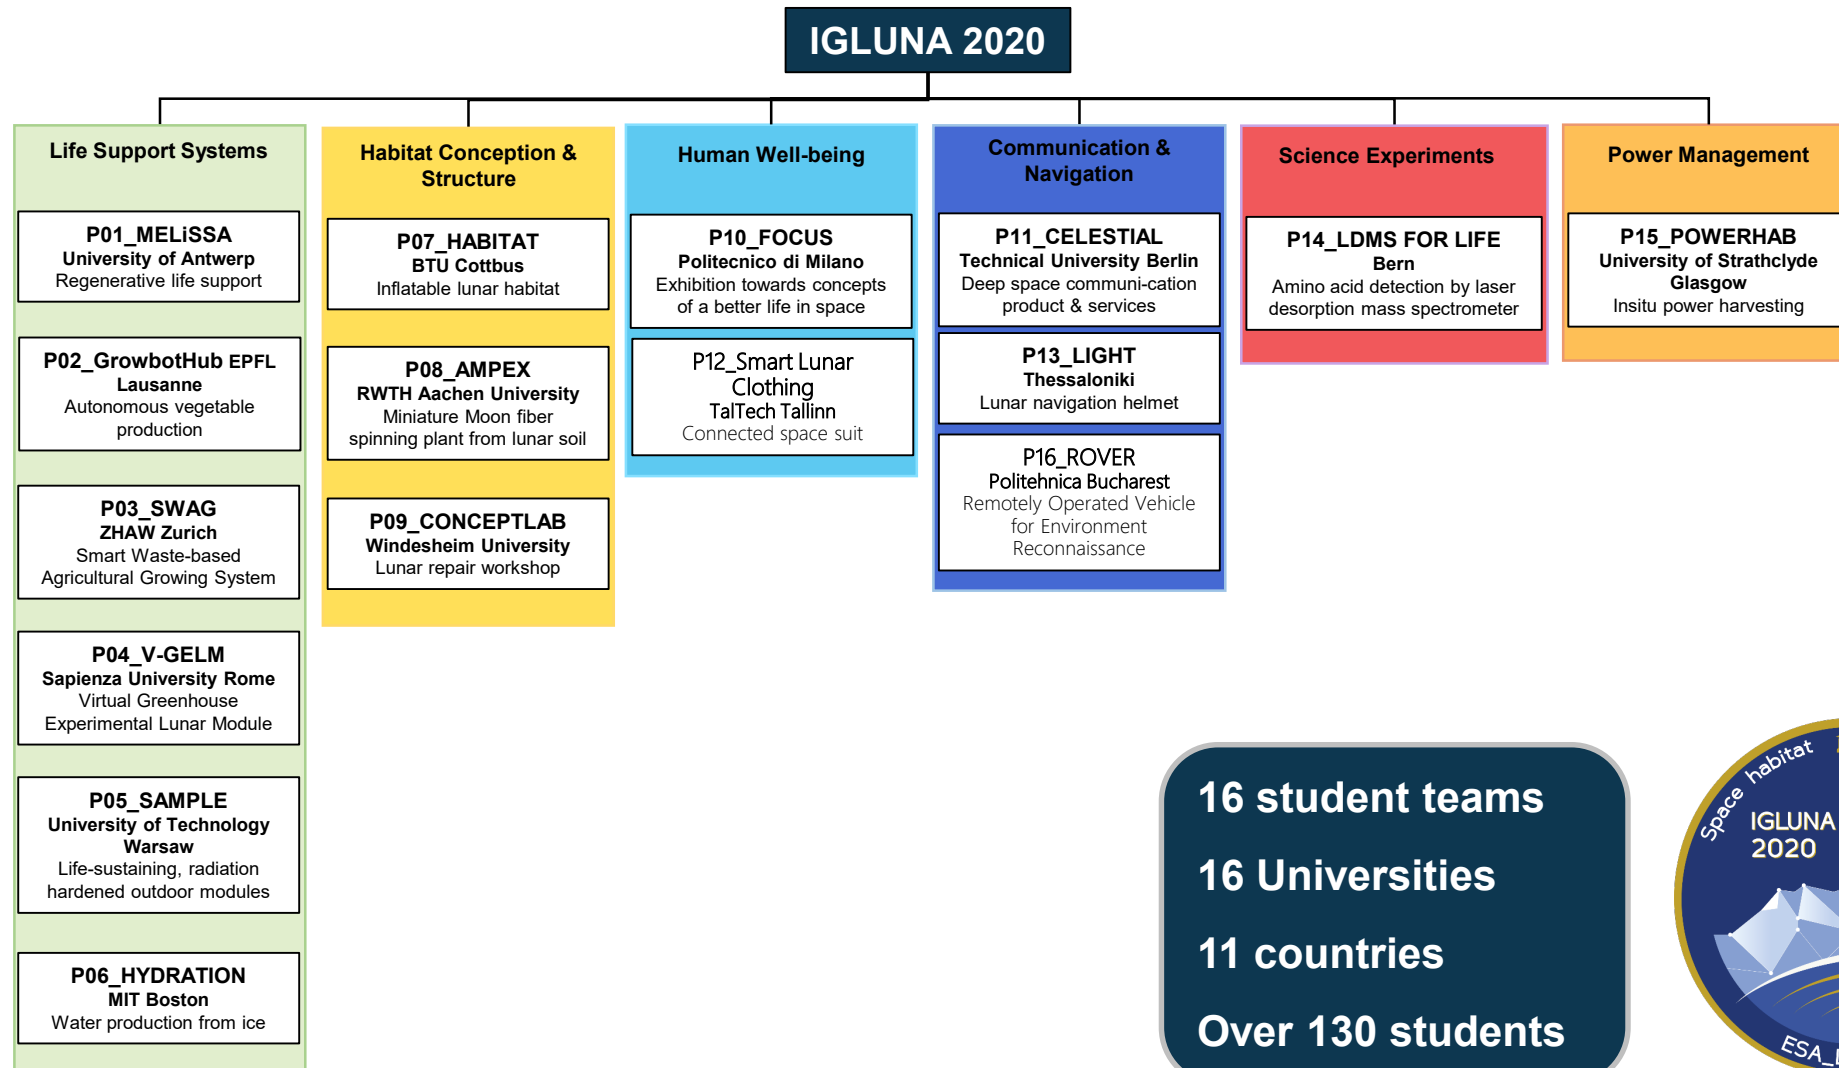 IGLUNA 2020
Life Support Systems
P01_MELiSSA
University of Antwerp
Regenerative life support
P02_GrowbotHub EPFL
Lausanne
Autonomous vegetable
production
P03_SWAG
ZHAW Zurich
Smart Waste-based
Agricultural Growing System
P04_V-GELM
Sapienza University Rome
Virtual Greenhouse
Experimental Lunar Module
P05_SAMPLE
University of Technology
Warsaw
Life-sustaining, radiation
hardened outdoor modules
P06_HYDRATION
MIT Boston
Water production from ice
Habitat Conception &
Structure
P07_HABITAT
BTU Cottbus
Inflatable lunar habitat
P08_AMPEX
RWTH Aachen University
Miniature Moon fiber
spinning plant from lunar soil
P09_CONCEPTLAB
Windesheim University
Lunar repair workshop
Human Well-being
P10_FOCUS
Politecnico di Milano
Exhibition towards concepts
of a better life in space
P12_Smart Lunar
Clothing
TalTech Tallinn
Connected space suit
Communication &
Navigation
P11_CELESTIAL
Technical University Berlin
Deep space communi-cation
product & services
P13_LIGHT
Thessaloniki
Lunar navigation helmet
P16_ROVER
Politehnica Bucharest
Remotely Operated Vehicle
for Environment
Reconnaissance
Science Experiments
P14_LDMS FOR LIFE
Bern
Amino acid detection by laser
desorption mass spectrometer
Power Management
P15_POWERHAB
University of Strathclyde
Glasgow
Insitu power harvesting
16 student teams
16 Universities
11 countries
Over 130 students
Space habitat
IGLUNA
2020
ESA_